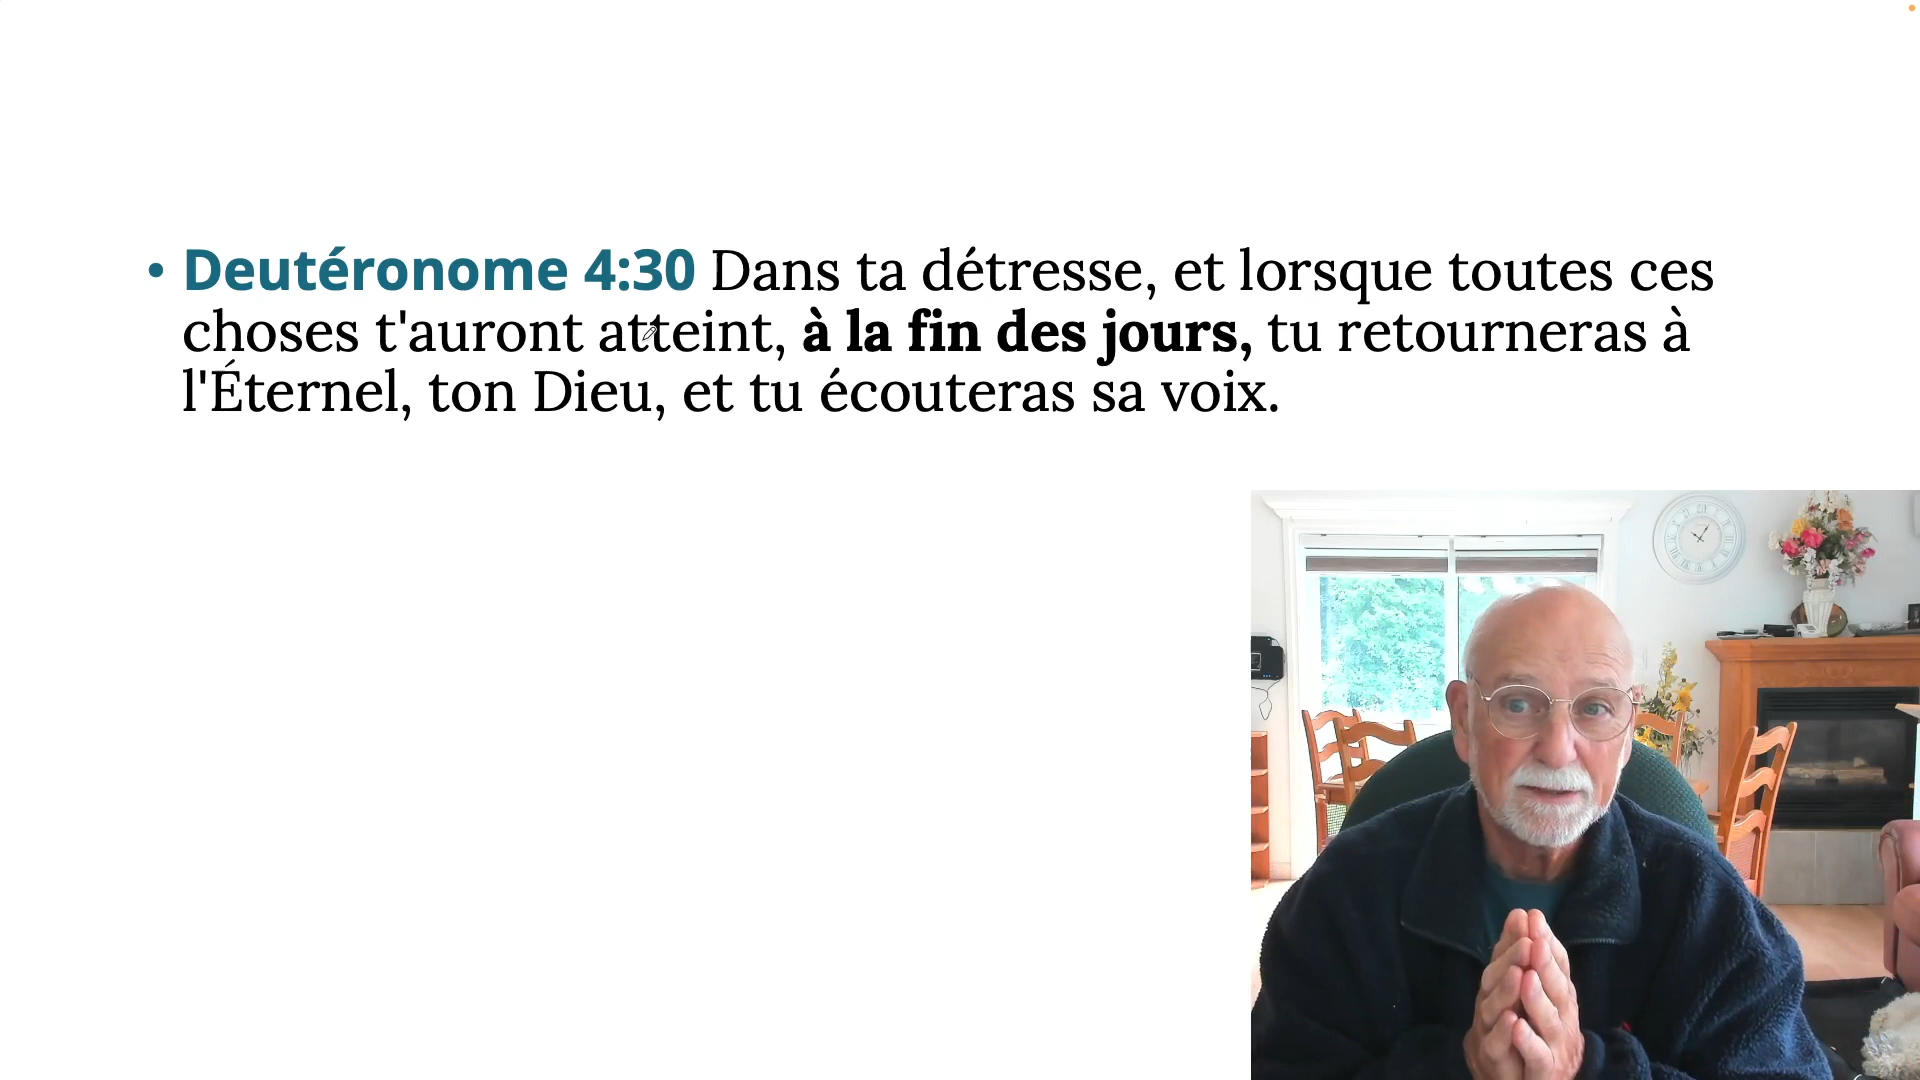 • Deutéronome 4:30 Dans ta détresse, et lorsque toutes ces
choses t'auront atteint, à la fin des jours, tu retourneras à
l'Éternel, ton Dieu, et tu écouteras sa voix.